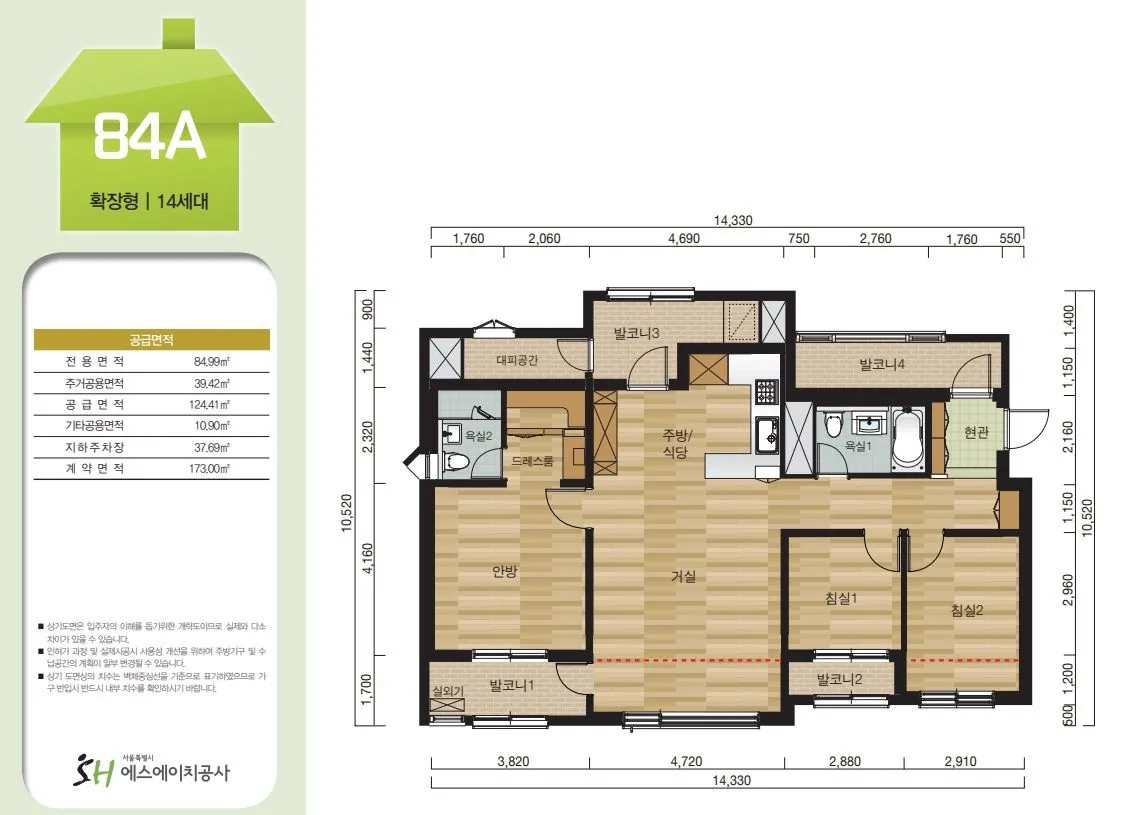 84A
확장형 | 14세대
공급면적
전 용 면 적 84.99㎡
주거공용면적 39.42㎡
공 급 면 적 124.41㎡
기타공용면적 10.90㎡
지하주차장 37.69㎡
계 약 면 적 173.00㎡
■ 상기도면은 입주자의 이해를 돕기위한 개략도이므로 실제와 다소
차이가 있을 수 있습니다.
■ 인허가 과정 및 실제시공시 사용성 개선을 위하여 주방기구 및 수
납공간의 계획이 일부 변경될 수 있습니다.
■ 상기 도면상의 치수는 벽체중심선을 기준으로 표기하였으므로 가
구 반입시 반드시 내부 치수를 확인하시기 바랍니다.
서울특별시
SH 에스에이치공사
14,330
1,760 2,060 4,690 750 2,760 1,760 550
900
1,440
2,320
4,160
1,700
10,520
발코니3
대피공간
발코니4
욕실2
드레스룸
주방/
식당
욕실1
현관
안방
거실
침실1
침실2
실외기
발코니1
발코니2
1,400
1,150
2,160
1,150
2,960
1,200
500
10,520
3,820 4,720 2,880 2,910
14,330